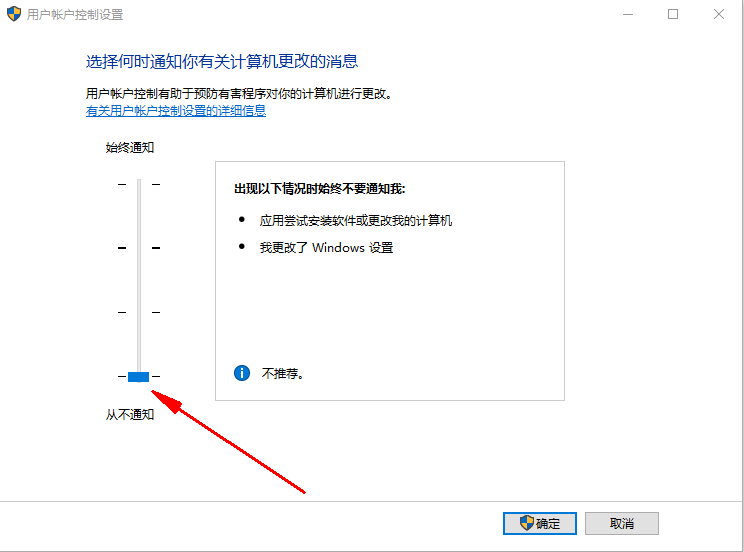 用户帐户控制设置
选择何时通知你有关计算机更改的消息
用户帐户控制有助于预防有害程序对你的计算机进行更改。
有关用户帐户控制设置的详细信息
始终通知
出现以下情况时始终不要通知我:
• 应用尝试安装软件或更改我的计算机
• 我更改了 Windows 设置
不推荐。
从不通知
确定
取消